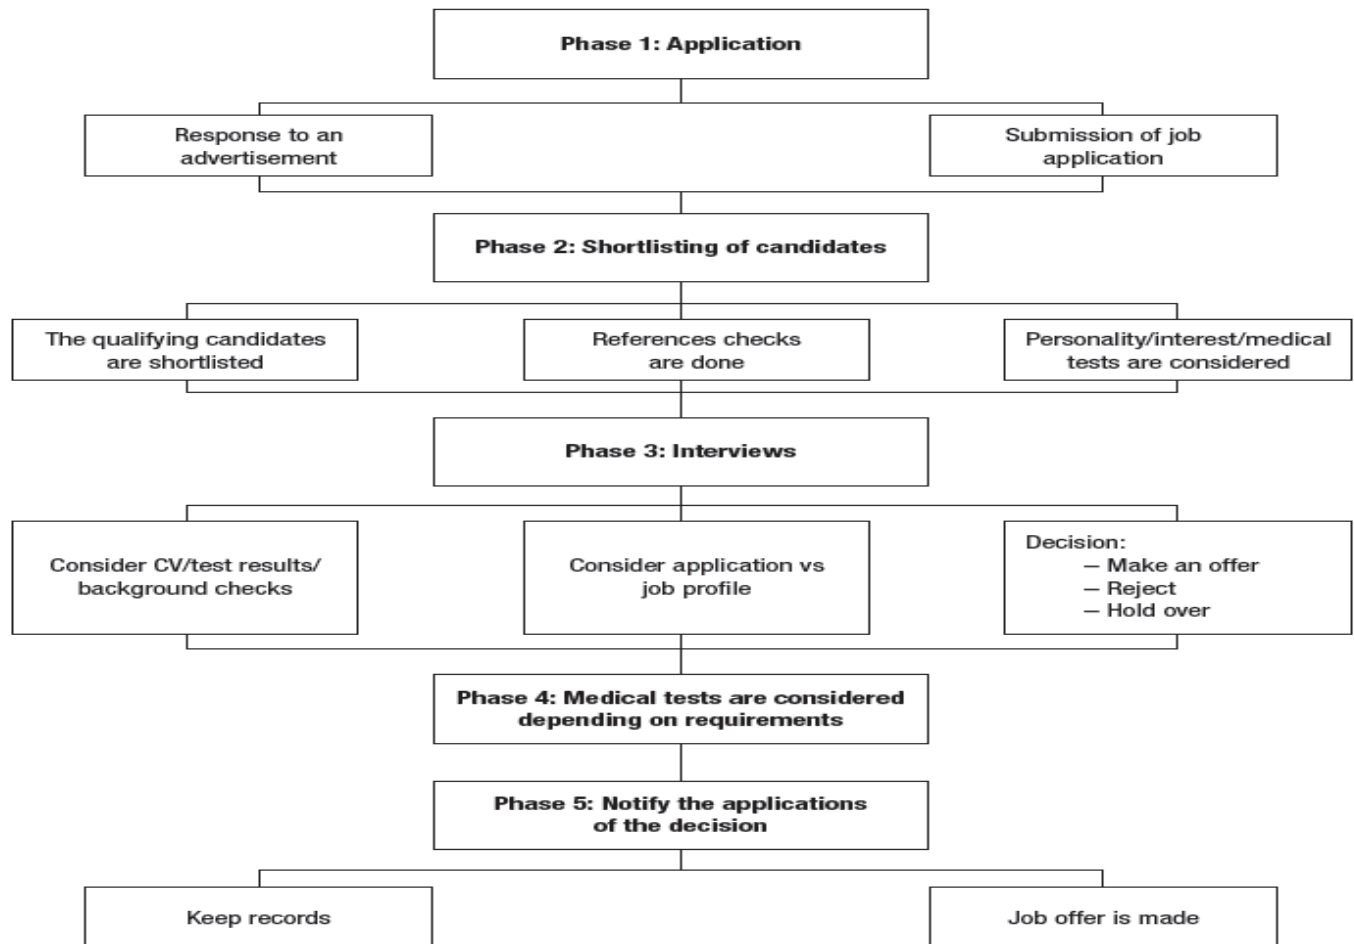 Phase 1: Application
Response to an
advertisement
Submission of job
application
Phase 2: Shortlisting of candidates
The qualifying candidates
are shortlisted
References checks
are done
Personality/interest/medical
tests are considered
Phase 3: Interviews
Consider CV/test results/
background checks
Consider application vs
job profile
Decision:
– Make an offer
– Reject
– Hold over
Phase 4: Medical tests are considered
depending on requirements
Phase 5: Notify the applications
of the decision
Keep records
Job offer is made